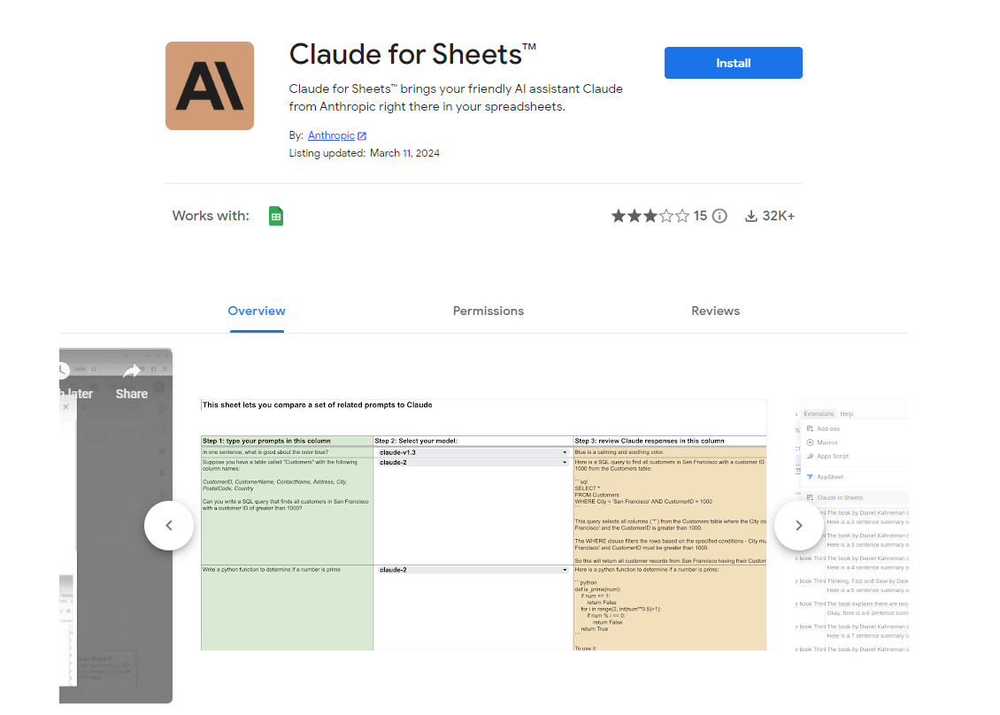 Claude for Sheets™
Install
Claude for Sheets™ brings your friendly AI assistant Claude
from Anthropic right there in your spreadsheets.
By: Anthropic
Listing updated: March 11, 2024
Works with:
15
32K+
Overview
Permissions
Reviews
later
Share
This sheet lets you compare a set of related prompts to Claude
Step 1: type your prompts in this column
Step 2: Select your model:
Step 3: review Claude responses in this column
In one sentence, what is good about the color blue?
claude-v1.3
Blue is a calming and soothing color.
Suppose you have a table called "Customers" with the following
column names:
CustomerID, CustomerName, ContactName, Address, City,
PostalCode, Country
Can you write a SQL query that finds all customers in San Francisco
with a customer ID of greater than 1000?
claude-2
Here is a SQL query to find all customers in San Francisco with a customer ID
1000 from the Customers table:
```sql
SELECT *
FROM Customers
WHERE City = 'San Francisco' AND CustomerID > 1000
```
This query selects all columns (`*`) from the Customers table where the City co
Francisco' and the CustomerID is greater than 1000.
The WHERE clause filters the rows based on the specified conditions - City mu
Francisco' and CustomerID must be greater than 1000.
So this will return all customer records from San Francisco having their Custom
Write a python function to determine if a number is prime
claude-2
Here is a python function to determine if a number is prime:
```python
def is_prime(num):
if num <= 1:
return False
for i in range(2, int(num**0.5)+1):
if num % i == 0:
return False
return True
```
To use it:
s Extensions Help
Add-ons
Macros
Apps Script
AppSheet
Claude in Sheets
The book by Daniel Kahneman c
Here is a 2 sentence summary o
The book by Daniel Kahneman c
Here is a 3 sentence summary o
The book by Daniel Kahneman c
Here is a 4 sentence summary o
e book Thinl Thinking, Fast and Slow by Dani
Here is a 5 sentence summary o
e book Thinl The book explains there are two
Okay, here is a 6 sentence sumr
e book Thinl The book by Daniel Kahneman c
Here is a 7 sentence summary o
e book Thinl The book by Daniel Kahneman c